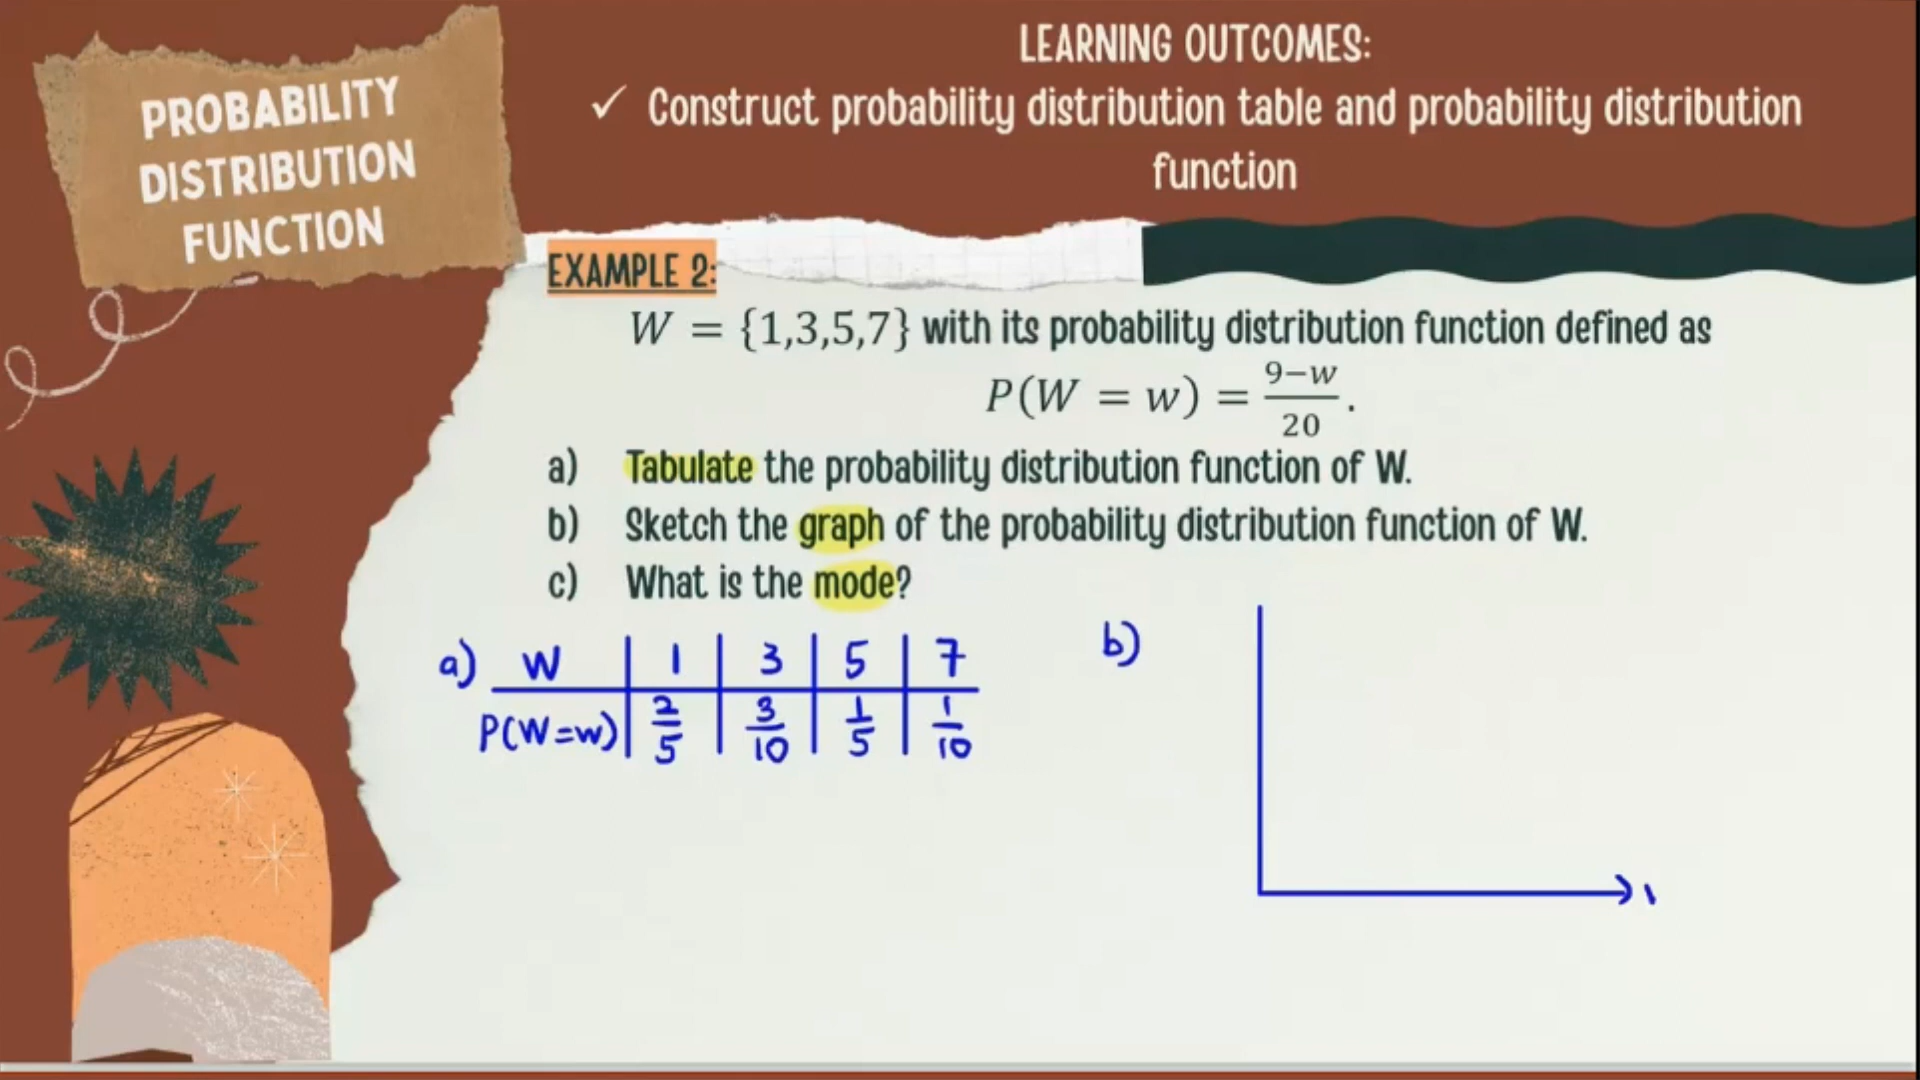 PROBABILITY
DISTRIBUTION
FUNCTION
LEARNING OUTCOMES:
✓ Construct probability distribution table and probability distribution
function
EXAMPLE 2:
W = {1,3,5,7} with its probability distribution function defined as
P(W = w) = \frac{9-w}{20}.
a) Tabulate the probability distribution function of W.
b) Sketch the graph of the probability distribution function of W.
c) What is the mode?
a) W | 1 | 3 | 5 | 7
P(W=w) | 2/5 | 3/10 | 1/5 | 1/10
b)